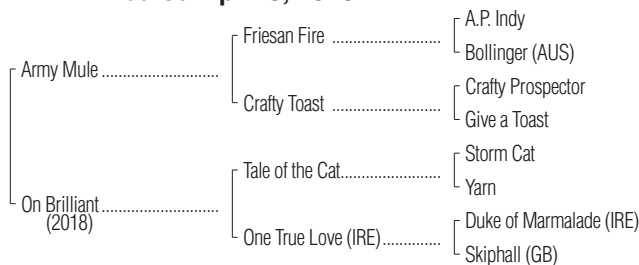 A.P. Indy
Friesan Fire
Bollinger (AUS)
Army Mule
Crafty Prospector
Crafty Toast
Give a Toast
Storm Cat
Tale of the Cat
Yarn
On Brilliant
(2018)
Duke of Marmalade (IRE)
One True Love (IRE)
Skiphall (GB)